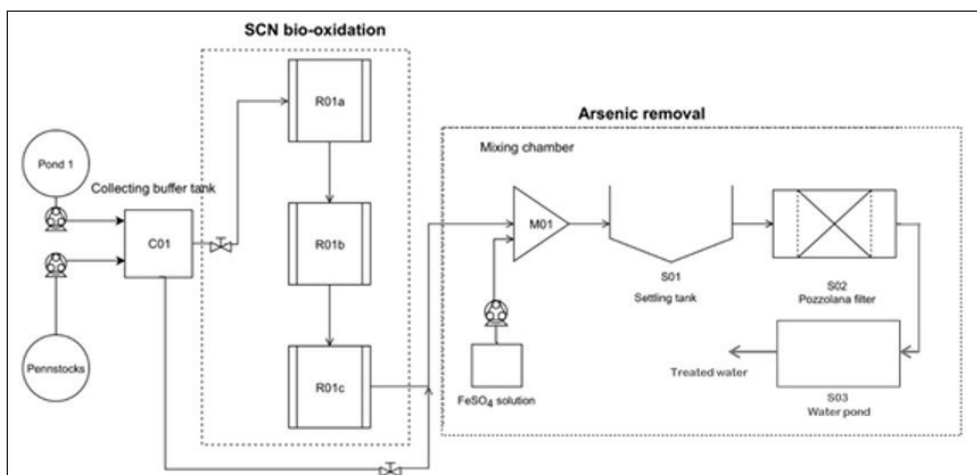 SCN bio-oxidation
R01a
Arsenic removal
Mixing chamber
Pond 1
Collecting buffer tank
C01
R01b
M01
S01
Settling tank
S02
Pozzolana filter
Pennstocks
R01c
FeSO4 solution
Treated water
S03
Water pond